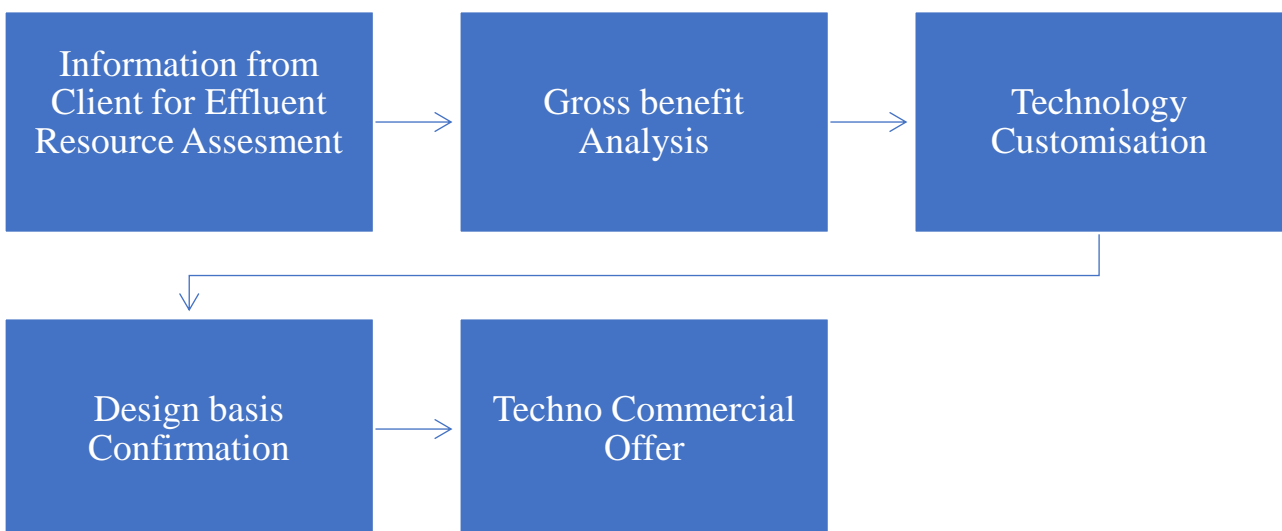 Information from
Client for Effluent
Resource Assesment
Gross benefit
Analysis
Technology
Customisation
Design basis
Confirmation
Techno Commercial
Offer